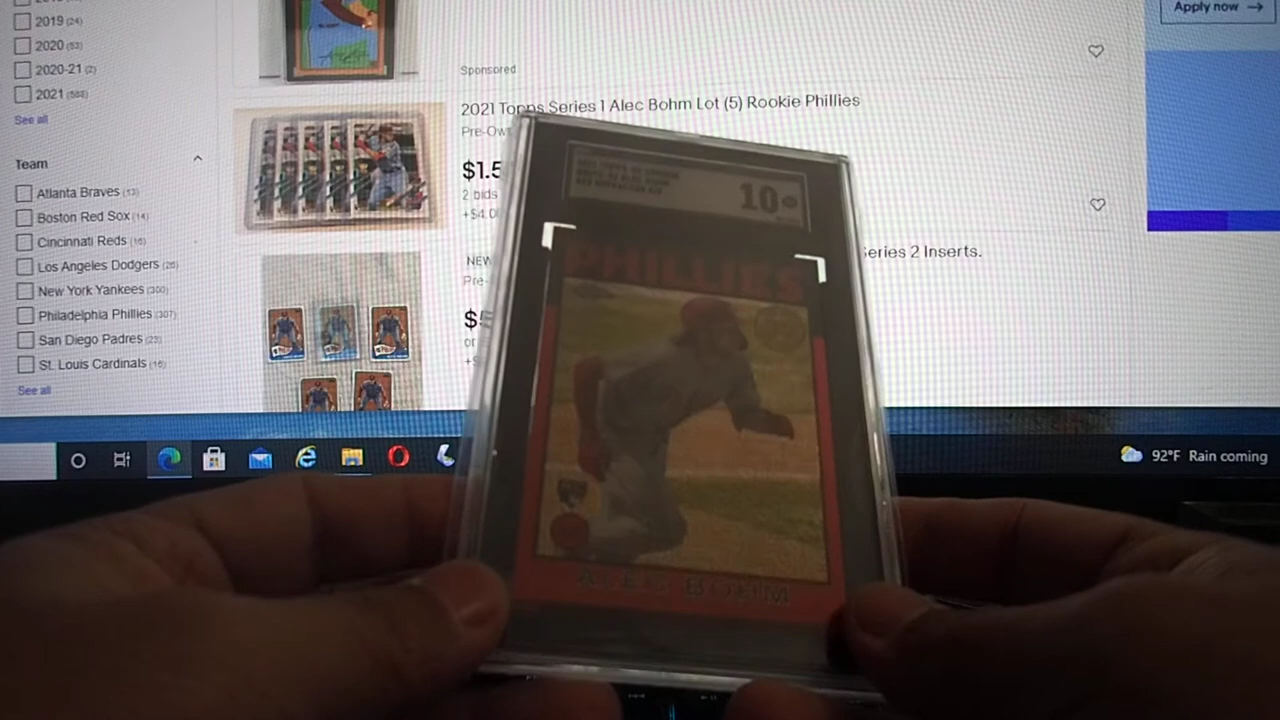 2019 (24)
2020 (53)
2020-21 (2)
2021 (588)
See all
Team
Atlanta Braves (13)
Boston Red Sox (14)
Cincinnati Reds (16)
Los Angeles Dodgers (26)
New York Yankees (300)
Philadelphia Phillies (307)
San Diego Padres (23)
St. Louis Cardinals (16)
See all
Sponsored
2021 Topps Series 1 Alec Bohm Lot (5) Rookie Phillies
Pre-Ow
$1.5
2 bids
+$4.0
NEW
eries 2 Inserts.
Pre-
$
or
+$
Apply now →
10
PHILLIES
ALEC BOHM
92°F Rain coming